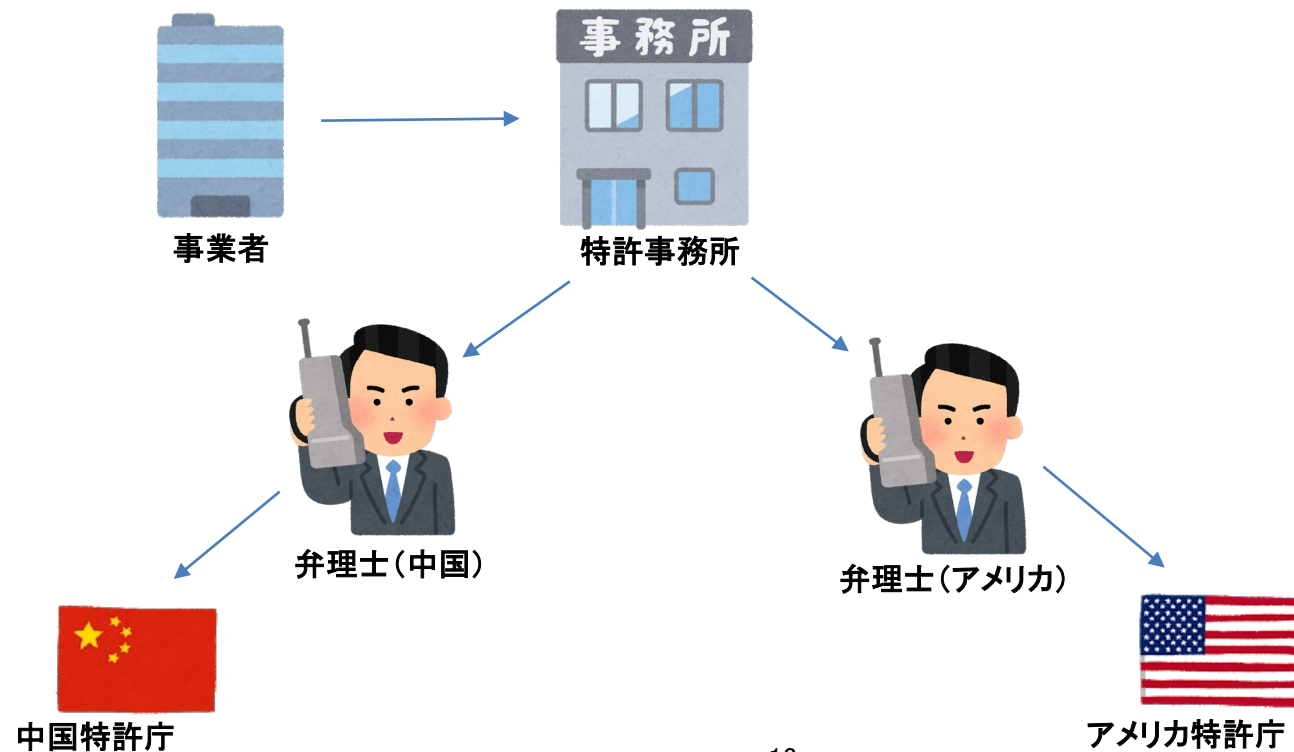 事務所
事業者
特許事務所
弁理士（中国）
弁理士（アメリカ）
中国特許庁
アメリカ特許庁